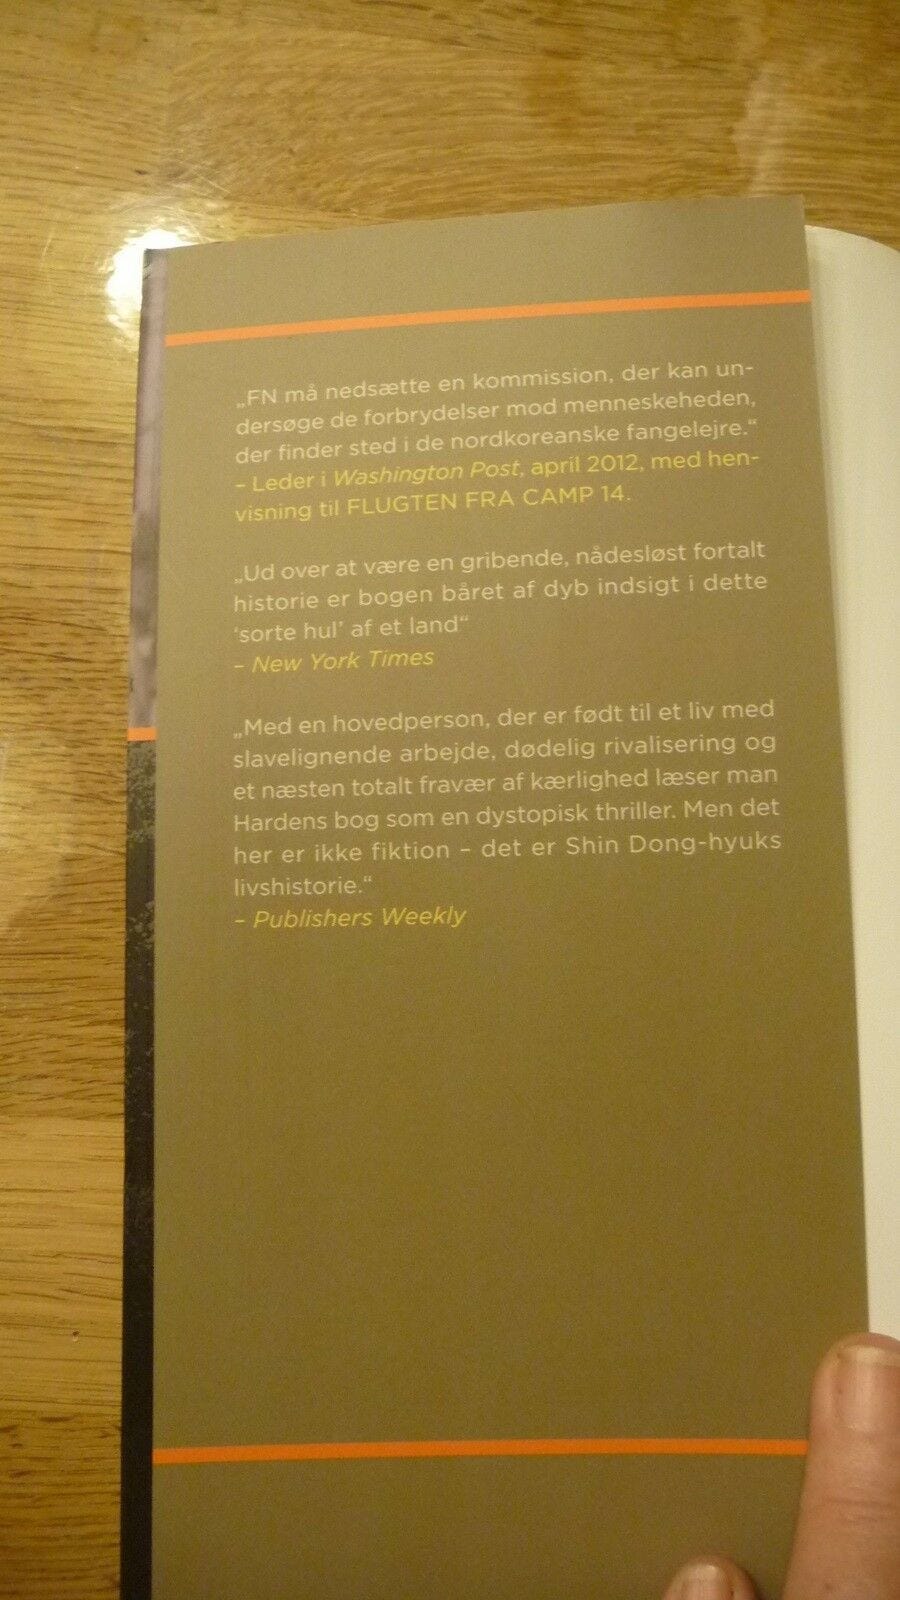 „FN må nedsætte en kommission, der kan un-
dersøge de forbrydelser mod menneskeheden,
der finder sted i de nordkoreanske fangelejre.“
– Leder i Washington Post, april 2012, med hen-
visning til FLUGTEN FRA CAMP 14.
„Ud over at være en gribende, nådesløst fortalt
historie er bogen båret af dyb indsigt i dette
‘sorte hul’ af et land“
– New York Times
„Med en hovedperson, der er født til et liv med
slavelignende arbejde, dødelig rivalisering og
et næsten totalt fravær af kærlighed læser man
Hardens bog som en dystopisk thriller. Men det
her er ikke fiktion – det er Shin Dong-hyuks
livshistorie.“
– Publishers Weekly